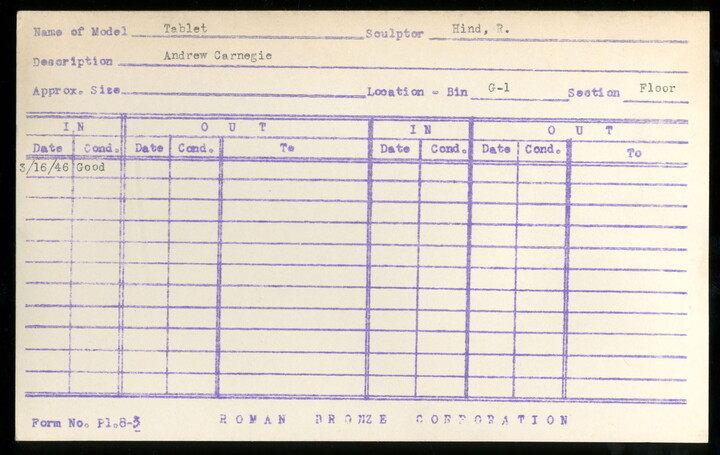 Name of Model Tablet Sculptor Hind, R.
Description Andrew Carnegie
Approx. Size Location - Bin G-1 Section Floor
IN OUT IN OUT
Date Cond. Date Cond. To Date Cond. Date Cond. To
3/16/46 Good
Form No. Pl.8-3 ROMAN BRONZE CORPORATION